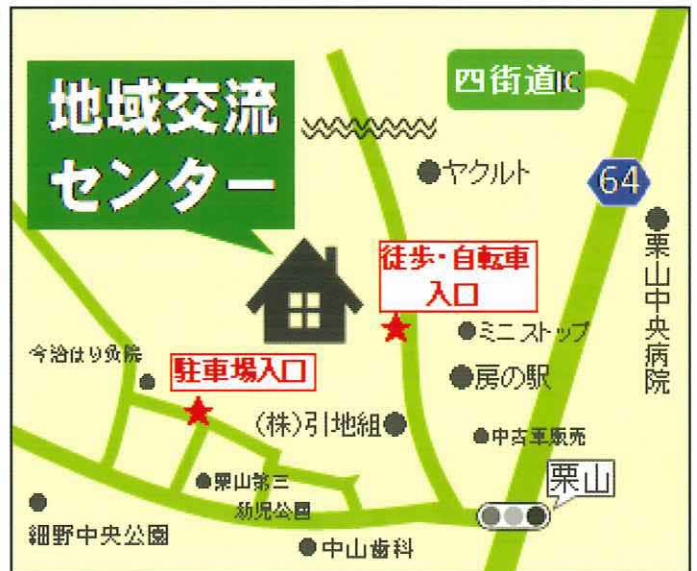 地域交流
センター
四街道IC
ヤクルト
64
栗山中央病院
徒歩・自転車
入口
ミニストップ
今治はり灸院
駐車場入口
房の駅
(株)引地組
中古車販売
栗山第三
幼児公園
栗山
細野中央公園
中山歯科